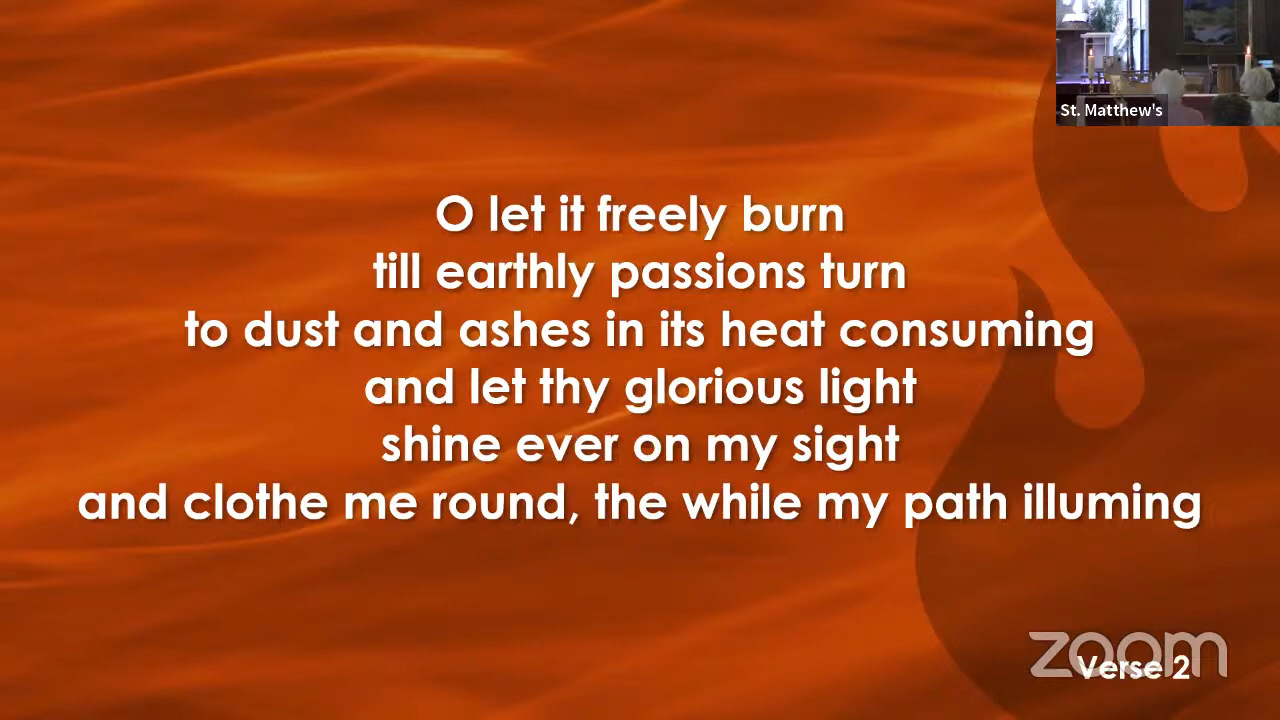 St. Matthew's
O let it freely burn
till earthly passions turn
to dust and ashes in its heat consuming
and let thy glorious light
shine ever on my sight
and clothe me round, the while my path illuming
zoom
Verse 2